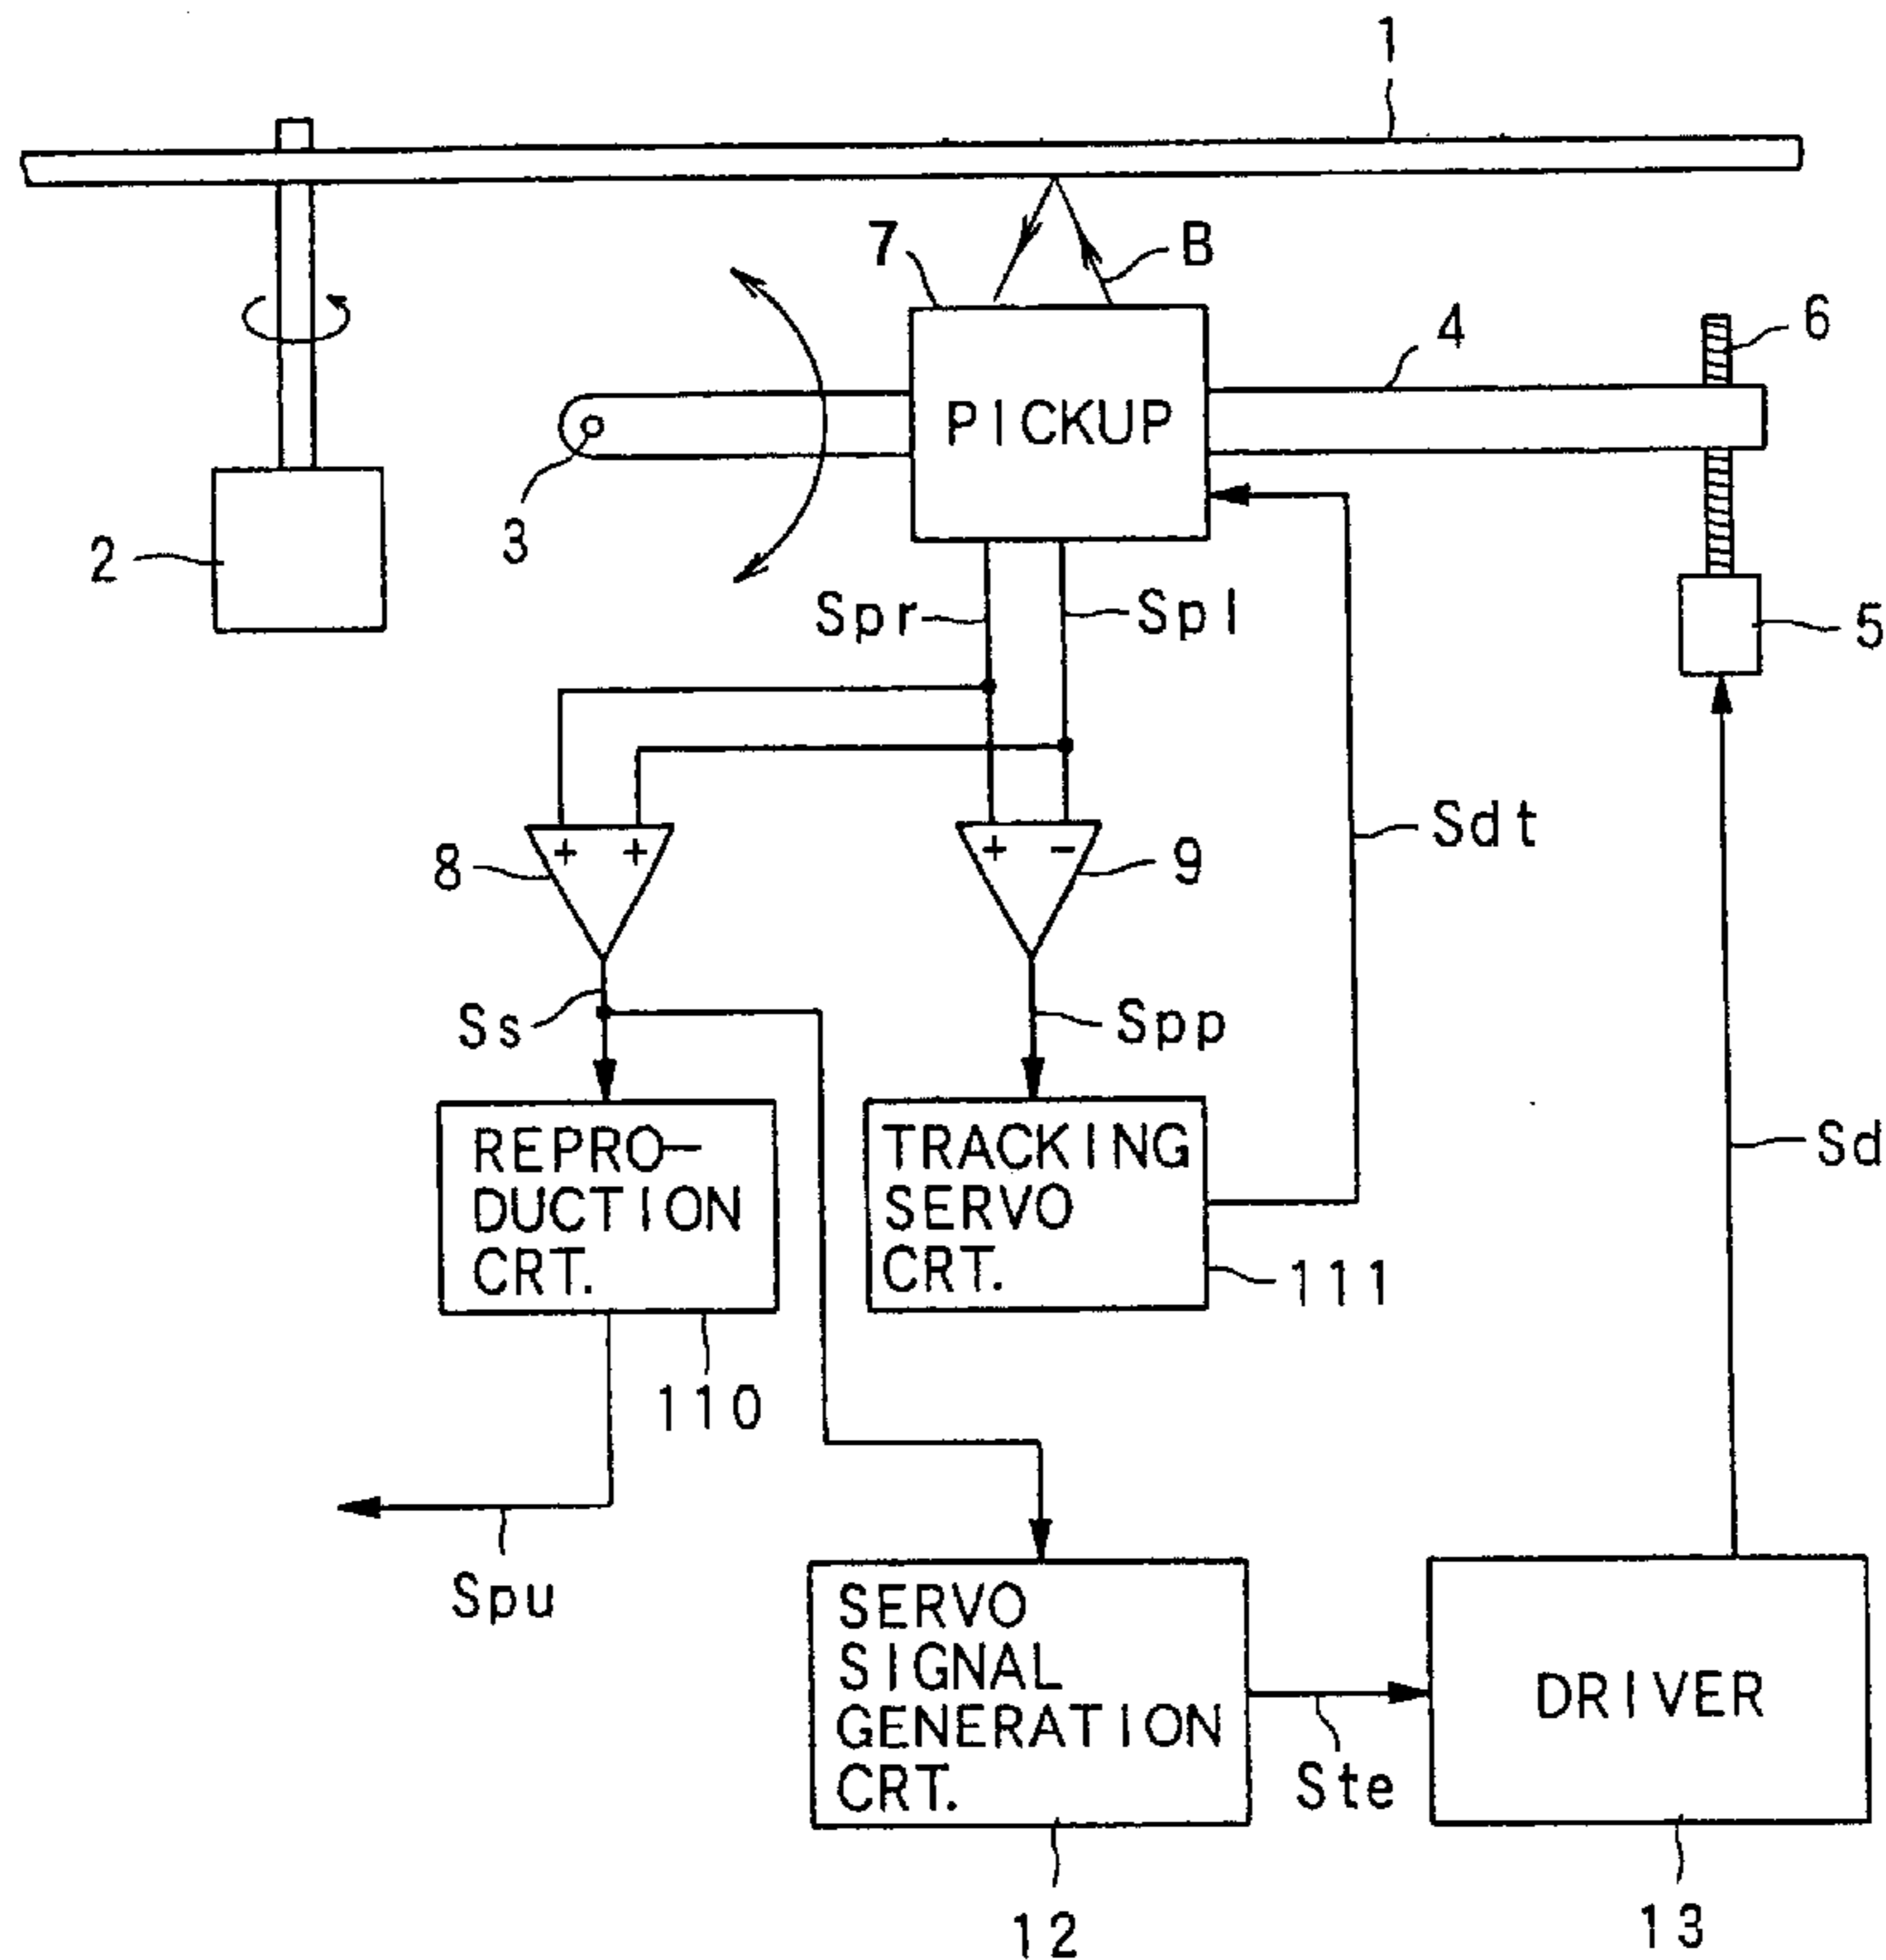 1
7
B
6
4
PICKUP
3
2
Spr
Spl
5
Sdt
8
+ +
+ -
9
Ss
Spp
Sd
REPRO-
DUCTION
CRT.
TRACKING
SERVO
CRT.
111
110
Spu
SERVO
SIGNAL
GENERATION
CRT.
DRIVER
Ste
12
13